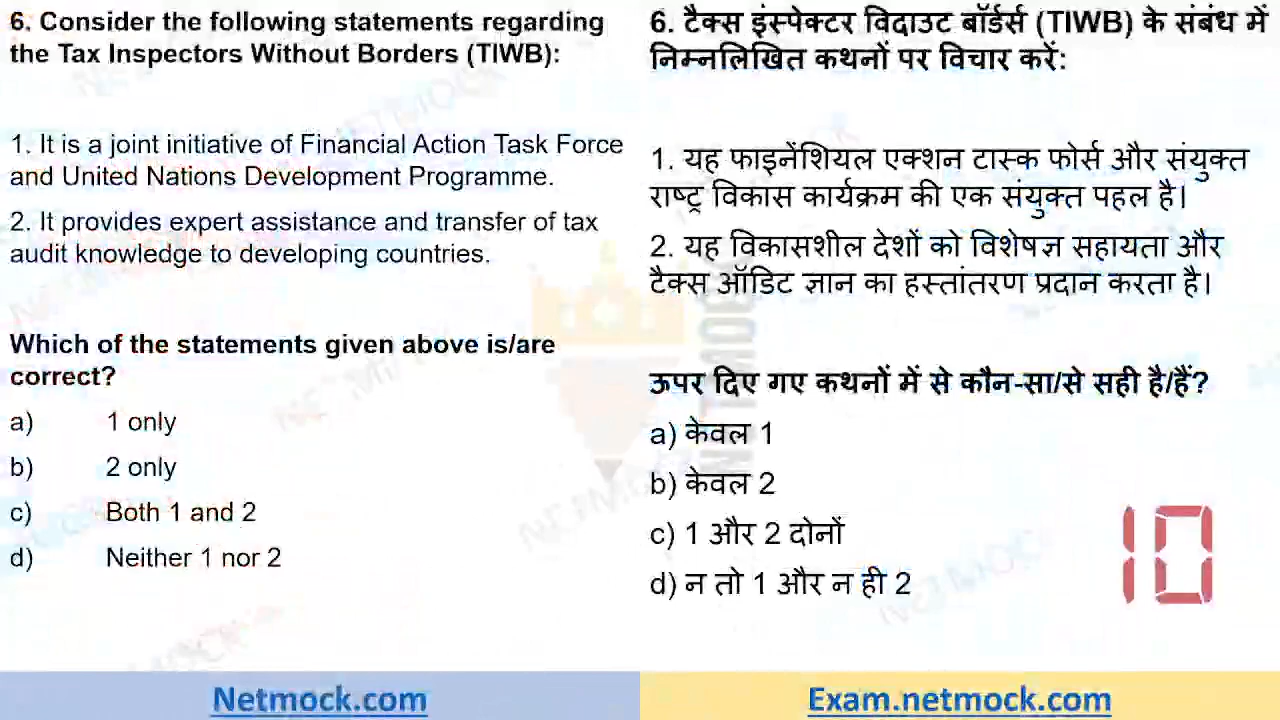 6. Consider the following statements regarding
the Tax Inspectors Without Borders (TIWB):
1. It is a joint initiative of Financial Action Task Force
and United Nations Development Programme.
2. It provides expert assistance and transfer of tax
audit knowledge to developing countries.
Which of the statements given above is/are
correct?
a) 1 only
b) 2 only
c) Both 1 and 2
d) Neither 1 nor 2
6. टैक्स इंस्पेक्टर विदाउट बॉर्डर्स (TIWB) के संबंध में
निम्नलिखित कथनों पर विचार करें:
1. यह फाइनेंशियल एक्शन टास्क फोर्स और संयुक्त
राष्ट्र विकास कार्यक्रम की एक संयुक्त पहल है।
2. यह विकासशील देशों को विशेषज्ञ सहायता और
टैक्स ऑडिट ज्ञान का हस्तांतरण प्रदान करता है।
ऊपर दिए गए कथनों में से कौन-सा/से सही है/हैं?
a) केवल 1
b) केवल 2
c) 1 और 2 दोनों
d) न तो 1 और न ही 2
10
Netmock.com
Exam.netmock.com